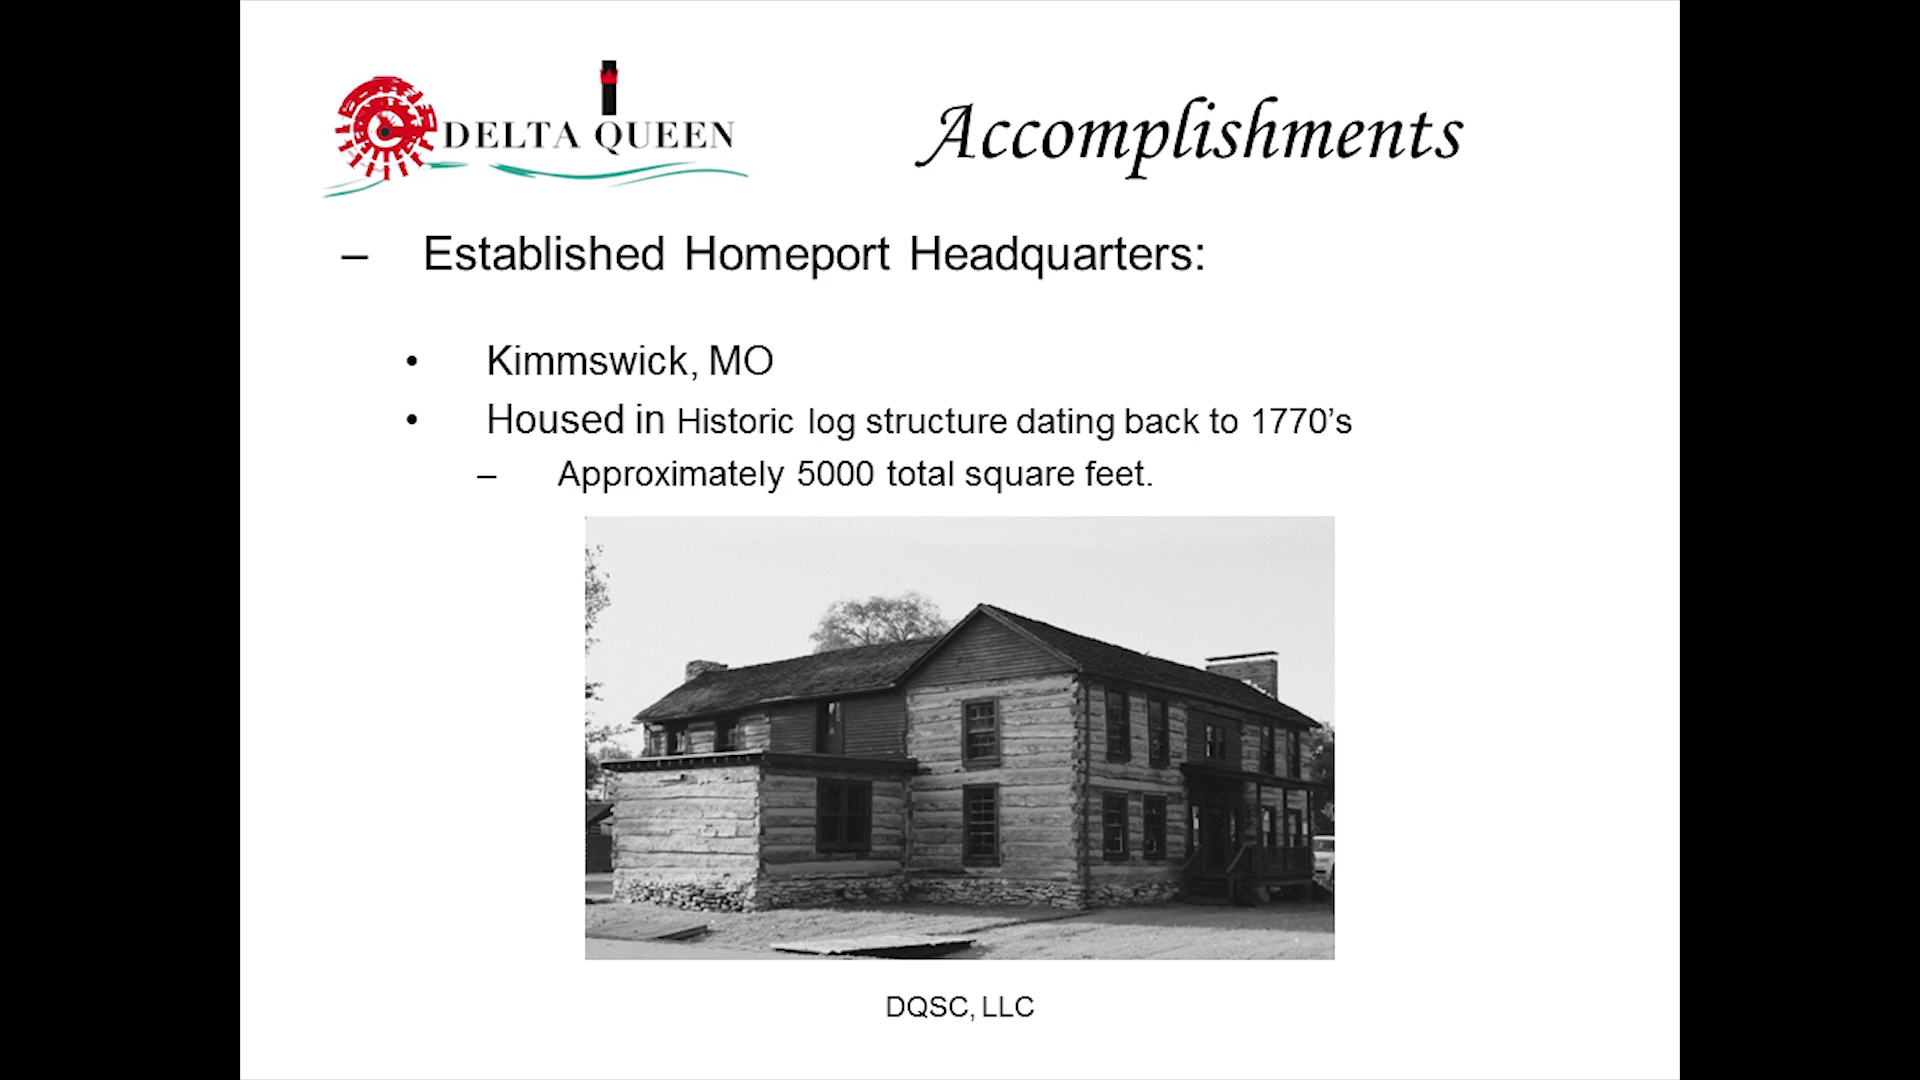 DELTA QUEEN
Accomplishments
– Established Homeport Headquarters:
• Kimmswick, MO
• Housed in Historic log structure dating back to 1770’s
– Approximately 5000 total square feet.
DQSC, LLC